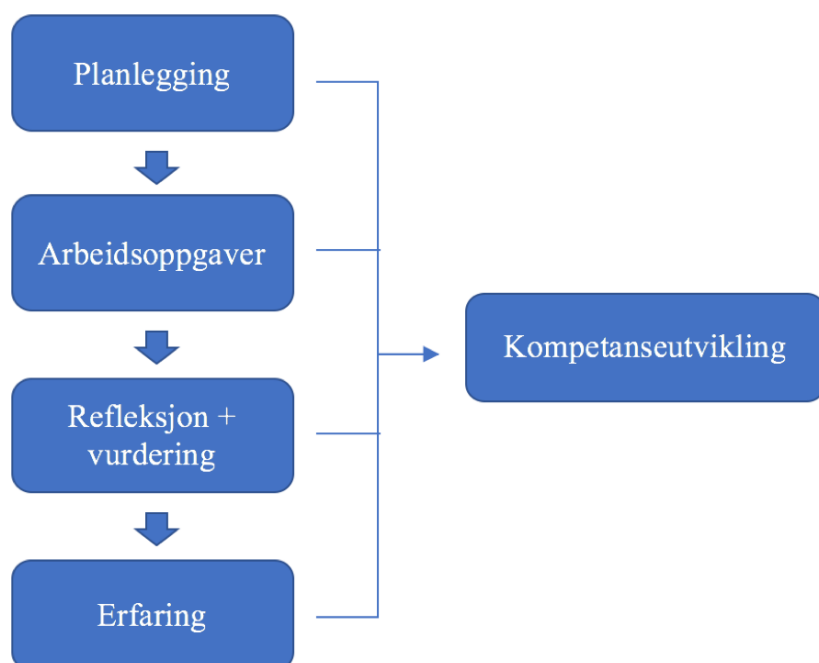 Planlegging
Arbeidsoppgaver
Refleksjon +
vurdering
Erfaring
Kompetanseutvikling